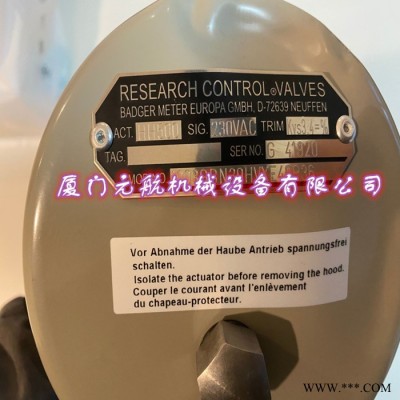 RESEARCH CONTROL® VALVES
BADGER METER EUROPA GMBH, D-72639 NEUFFEN
ACT. SIG. 230VAC TRIM
TAG. SER NO. G
厦门元航机械设备有限公司
Vor Abnahme der Haube Antrieb spannungsfrei
schalten.
Isolate the actuator before removing the hood.
Couper le courant avant l'enlèvement
du chapeau-protecteur.
www.***.com